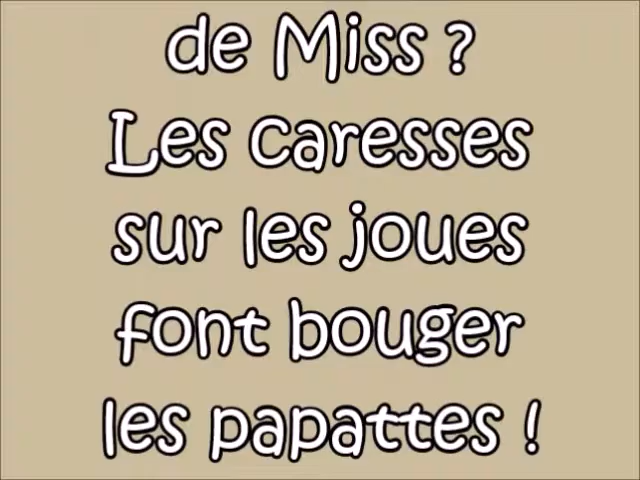 de Miss ?
Les caresses
sur les joues
font bouger
les papattes !